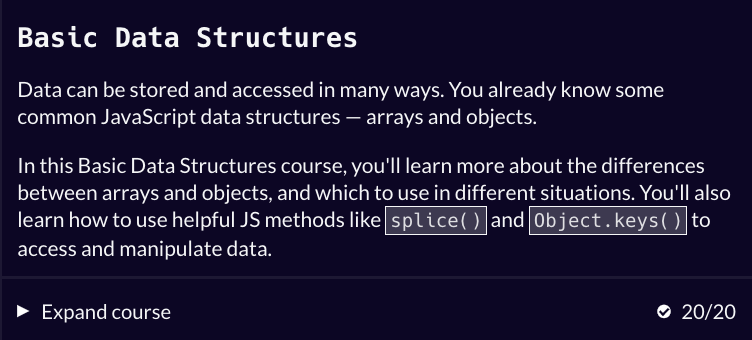 Basic Data Structures
Data can be stored and accessed in many ways. You already know some
common JavaScript data structures — arrays and objects.
In this Basic Data Structures course, you'll learn more about the differences
between arrays and objects, and which to use in different situations. You'll also
learn how to use helpful JS methods like splice() and Object.keys() to
access and manipulate data.
Expand course 20/20